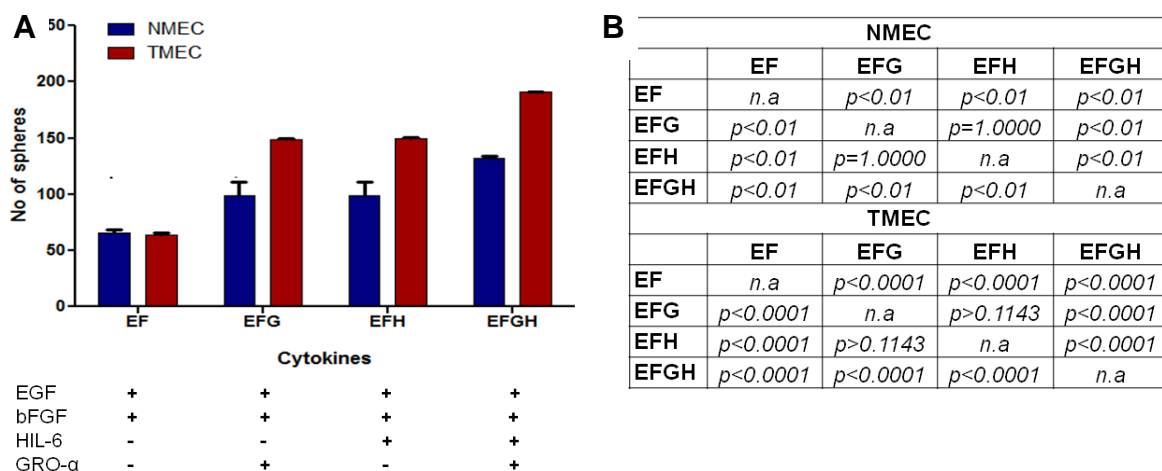 A
NMEC
TMEC
50
200
150
100
50
0
No of spheres
EF EFG EFH EFGH
Cytokines
EGF + + + +
bFGF + + + +
HIL-6 - - + +
GRO-α - + - +
B
NMEC
EF EFG EFH EFGH
EF n.a p<0.01 p<0.01 p<0.01
EFG p<0.01 n.a p=1.0000 p<0.01
EFH p<0.01 p=1.0000 n.a p<0.01
EFGH p<0.01 p<0.01 p<0.01 n.a
TMEC
EF EFG EFH EFGH
EF n.a p<0.0001 p<0.0001 p<0.0001
EFG p<0.0001 n.a p>0.1143 p<0.0001
EFH p<0.0001 p>0.1143 n.a p<0.0001
EFGH p<0.0001 p<0.0001 p<0.0001 n.a